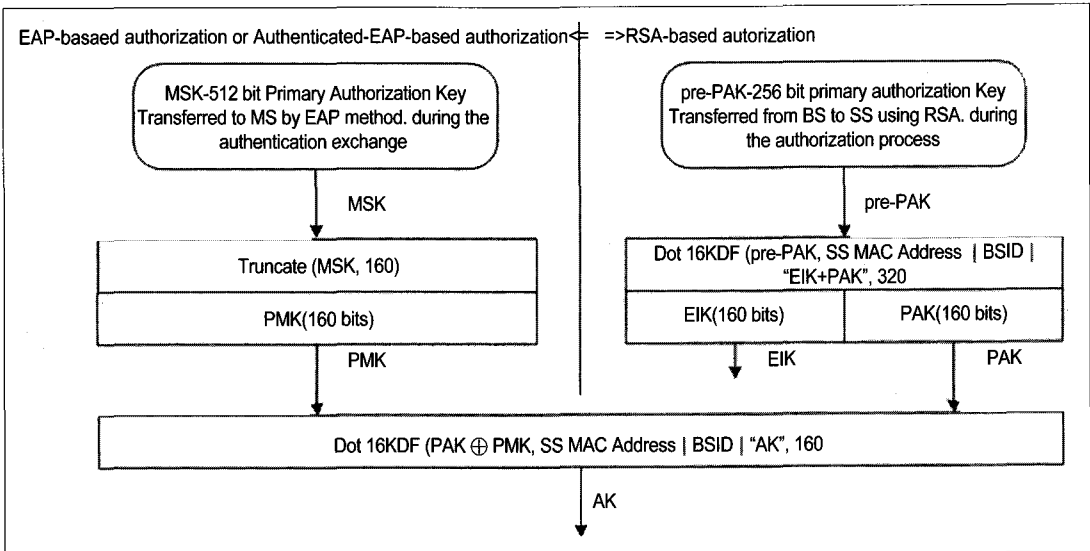 EAP-basaed authorization or Authenticated-EAP-based authorization<= =>RSA-based autorization
MSK-512 bit Primary Authorization Key
Transferred to MS by EAP method. during the
authentication exchange
pre-PAK-256 bit primary authorization Key
Transferred from BS to SS using RSA. during
the authorization process
MSK
pre-PAK
Truncate (MSK, 160)
PMK(160 bits)
Dot 16KDF (pre-PAK, SS MAC Address | BSID |
“EIK+PAK”, 320
EIK(160 bits)
PAK(160 bits)
PMK
EIK
PAK
Dot 16KDF (PAK ⊕ PMK, SS MAC Address | BSID | “AK”, 160
AK